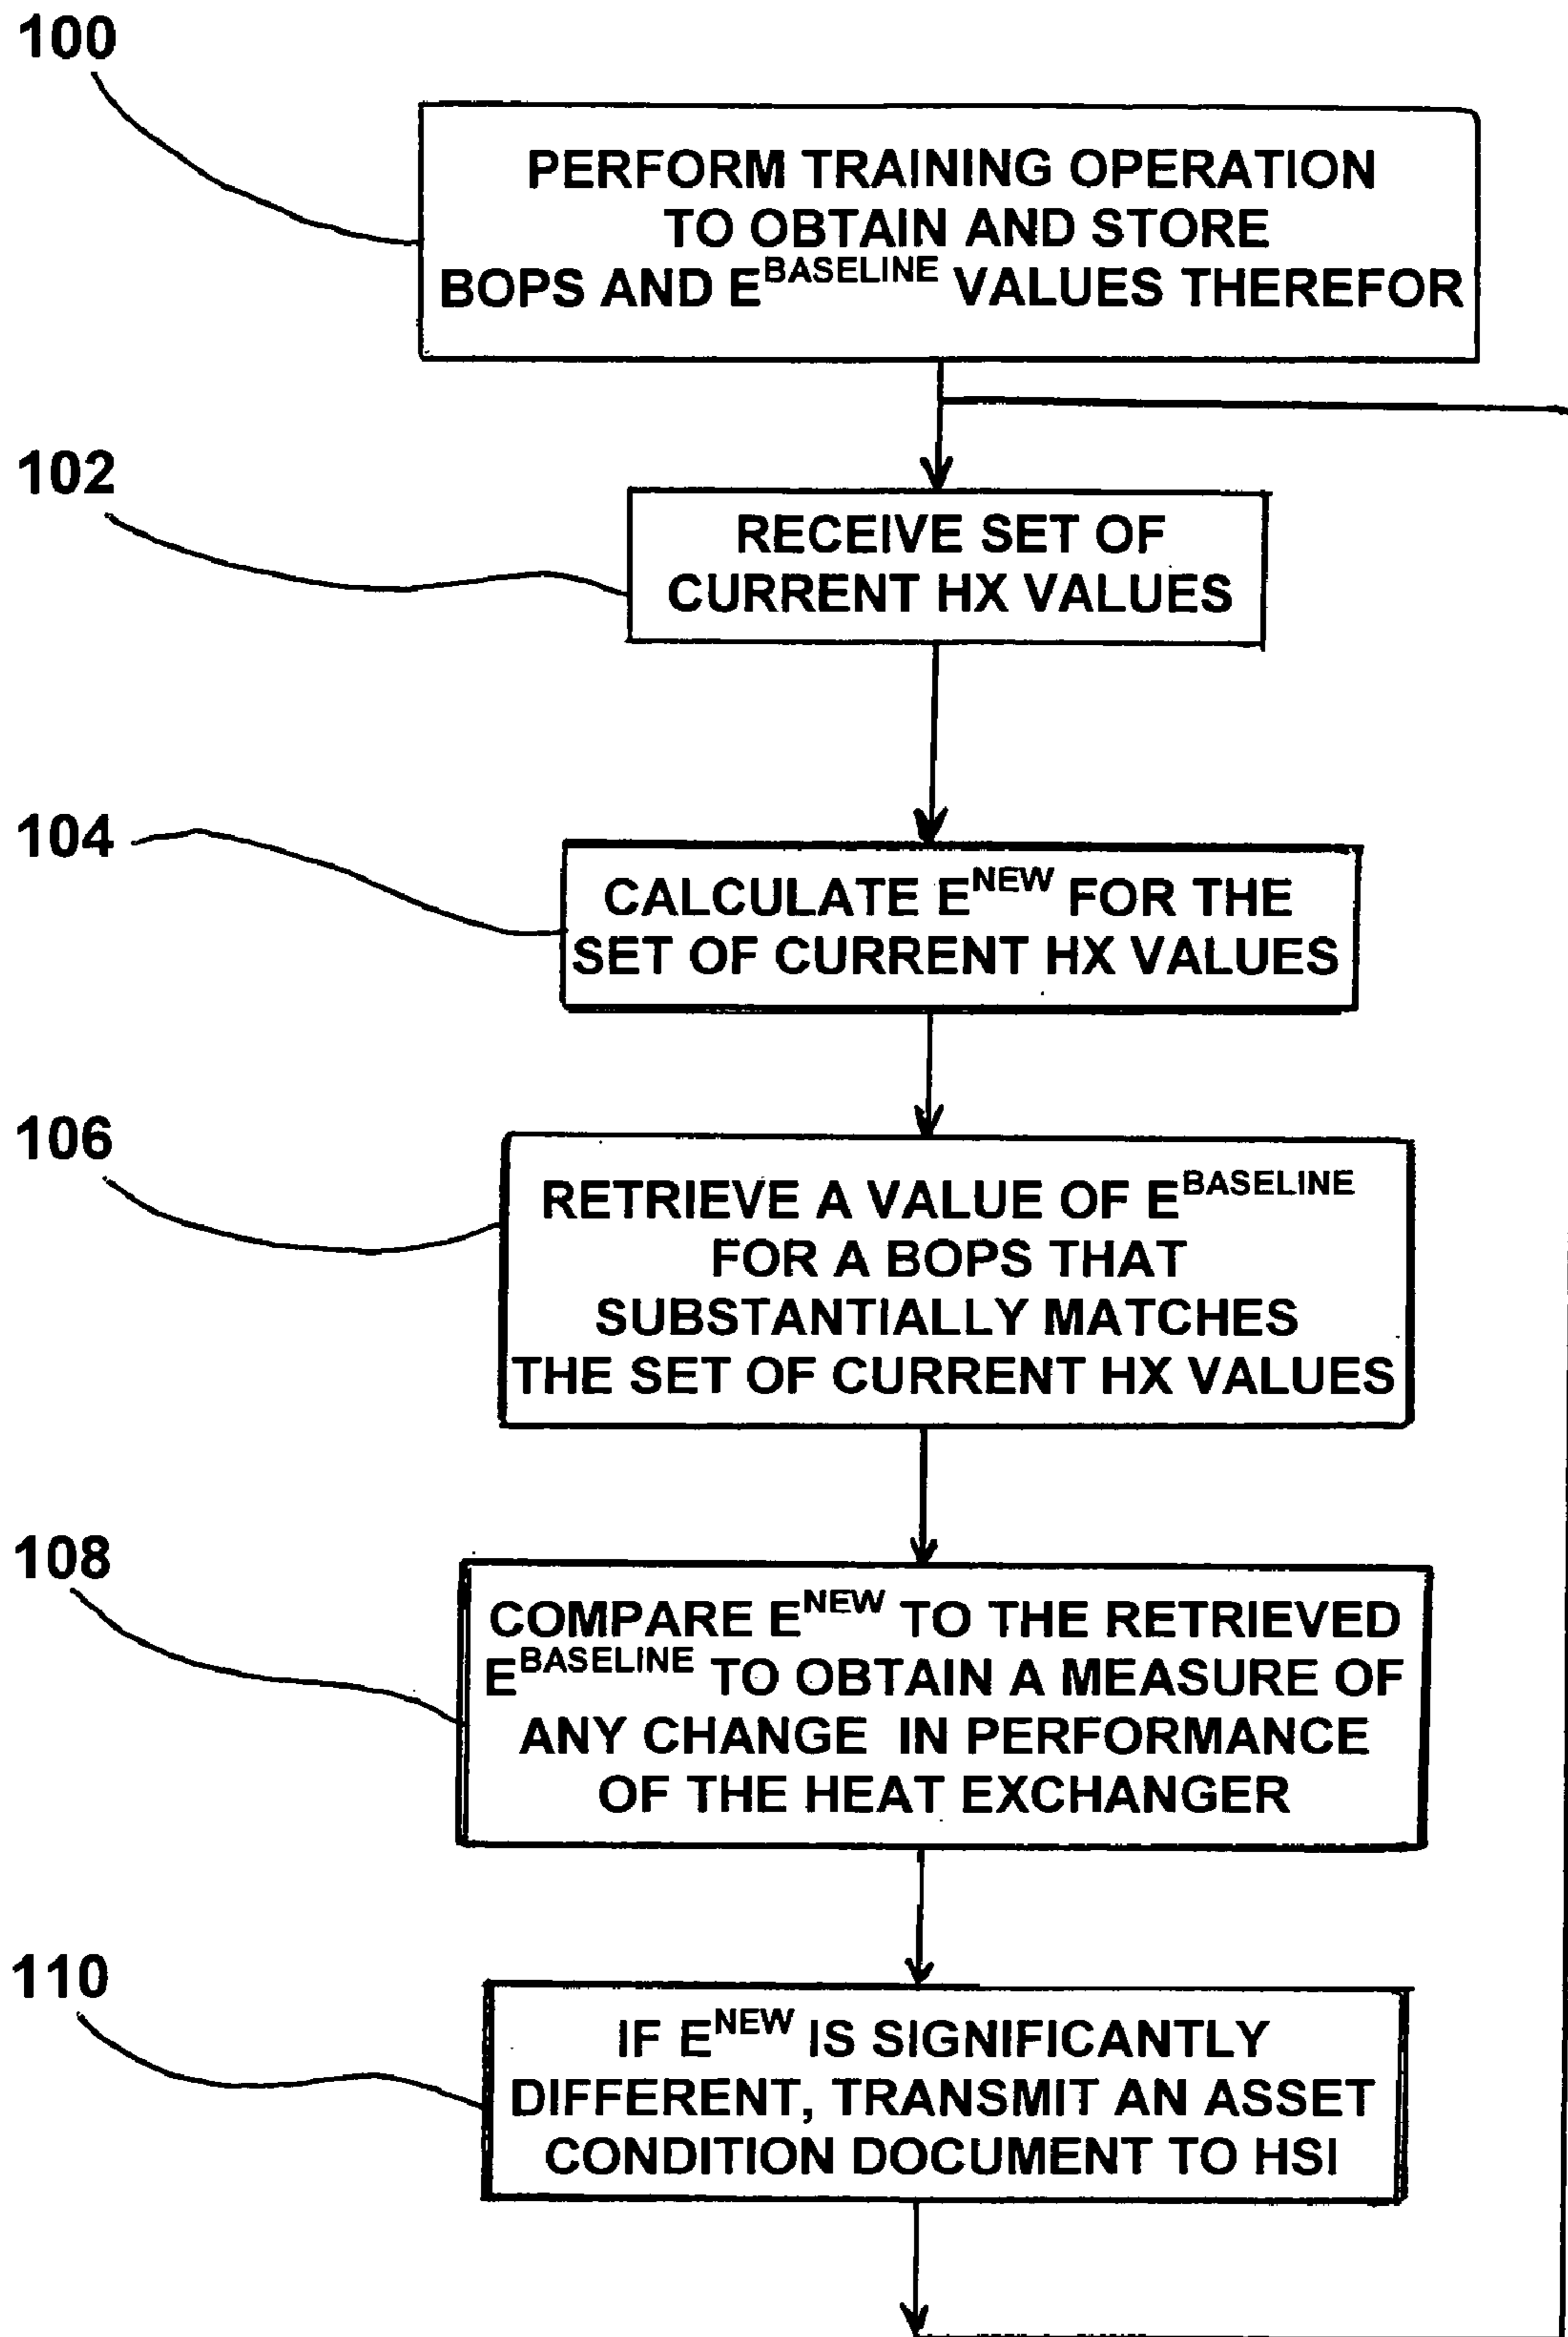 100
PERFORM TRAINING OPERATION
TO OBTAIN AND STORE
BOPS AND E^BASELINE VALUES THEREFOR
102
RECEIVE SET OF
CURRENT HX VALUES
104
CALCULATE E^NEW FOR THE
SET OF CURRENT HX VALUES
106
RETRIEVE A VALUE OF E^BASELINE
FOR A BOPS THAT
SUBSTANTIALLY MATCHES
THE SET OF CURRENT HX VALUES
108
COMPARE E^NEW TO THE RETRIEVED
E^BASELINE TO OBTAIN A MEASURE OF
ANY CHANGE IN PERFORMANCE
OF THE HEAT EXCHANGER
110
IF E^NEW IS SIGNIFICANTLY
DIFFERENT, TRANSMIT AN ASSET
CONDITION DOCUMENT TO HSI